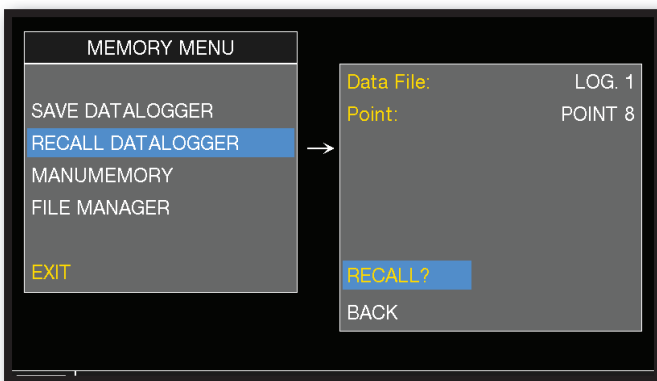 MEMORY MENU
SAVE DATALOGGER
RECALL DATALOGGER
MANUMEMORY
FILE MANAGER
EXIT
→
Data File: LOG. 1
Point: POINT 8
RECALL?
BACK